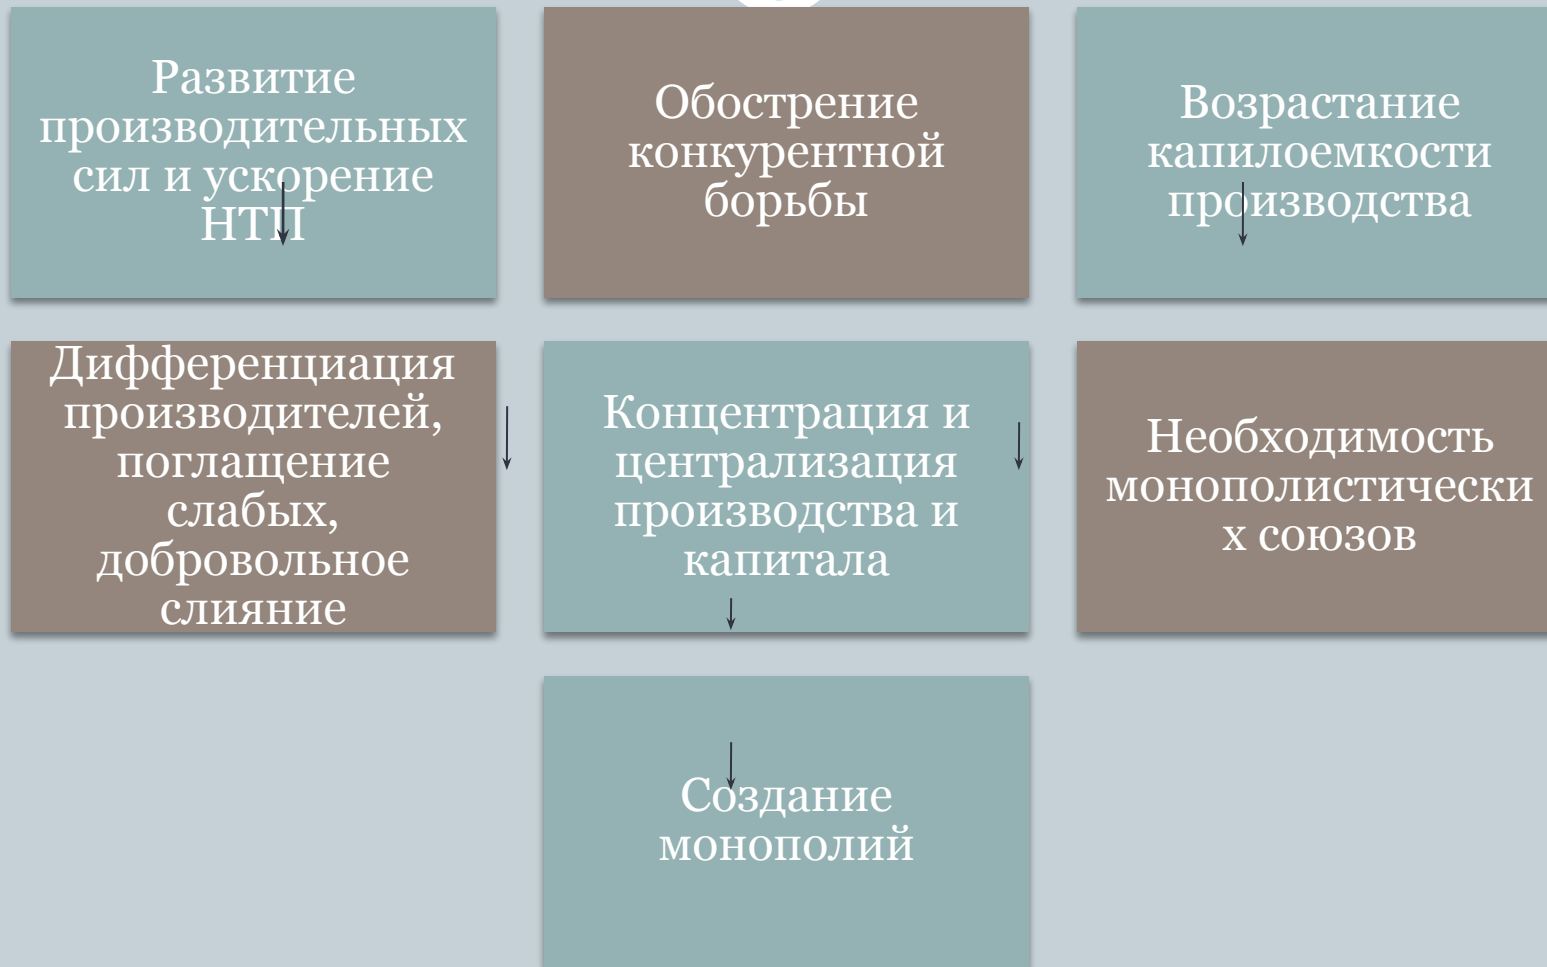 Развитие
производительных
сил и ускорение
НТП
Обострение
конкурентной
борьбы
Возрастание
капилоемкости
производства
Дифференциация
производителей,
поглащение
слабых,
добровольное
слияние
Концентрация и
централизация
производства и
капитала
Необходимость
монополистически
х союзов
Создание
монополий